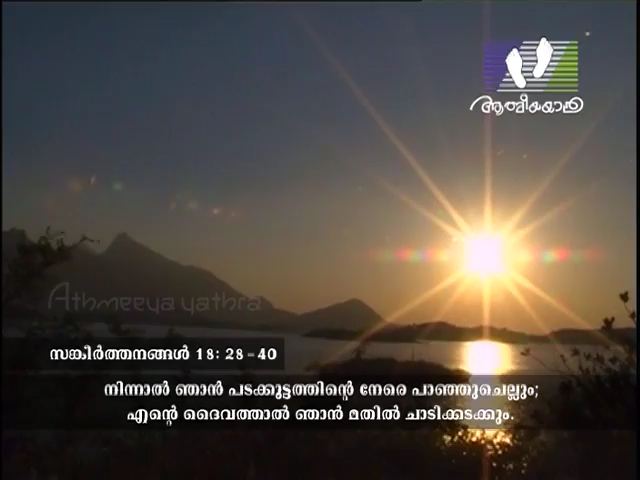 ആത്മീയയാത്ര
Athmeeya yathra
സങ്കീർത്തനങ്ങൾ 18: 28-40
നിന്നാൽ ഞാൻ പടക്കൂട്ടത്തിന്റെ നേരെ പാഞ്ഞുചെല്ലും;
എന്റെ ദൈവത്താൽ ഞാൻ മതിൽ ചാടിക്കടക്കും.